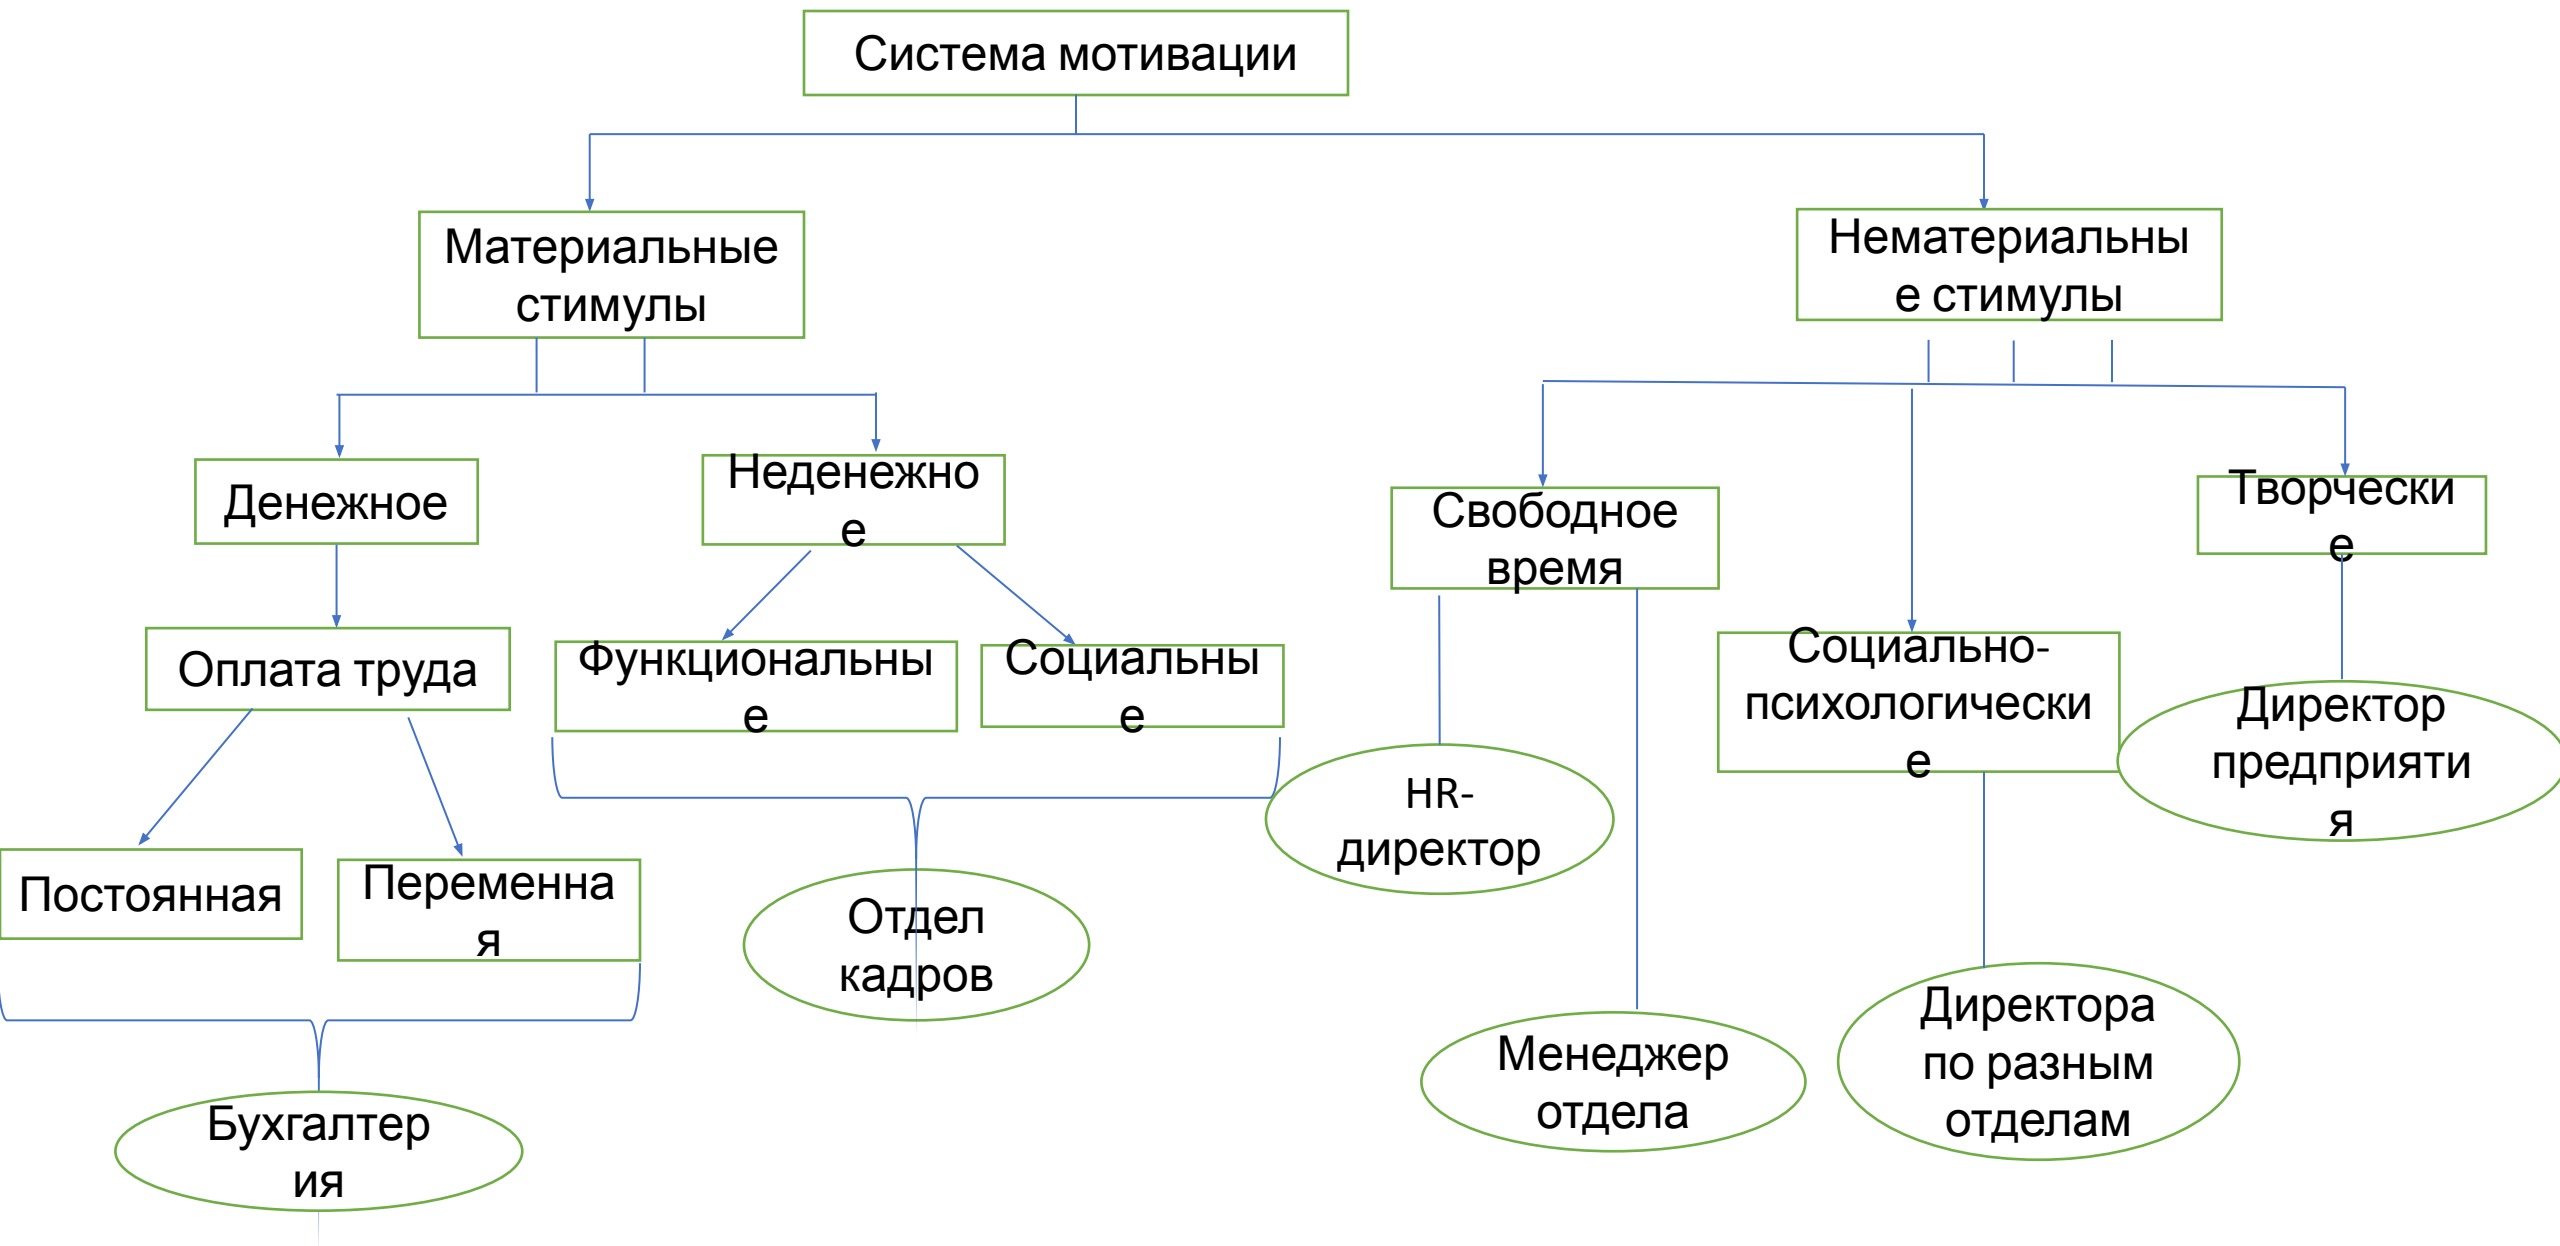 Система мотивации
Материальные
стимулы
Нематериальны
е стимулы
Денежное
Неденежно
е
Свободное
время
Творчески
е
Оплата труда
Функциональны
е
Социальны
е
Социально-
психологически
е
Директор
предприяти
я
HR-
директор
Постоянная
Переменна
я
Отдел
кадров
Менеджер
отдела
Директора
по разным
отделам
Бухгалтер
ия